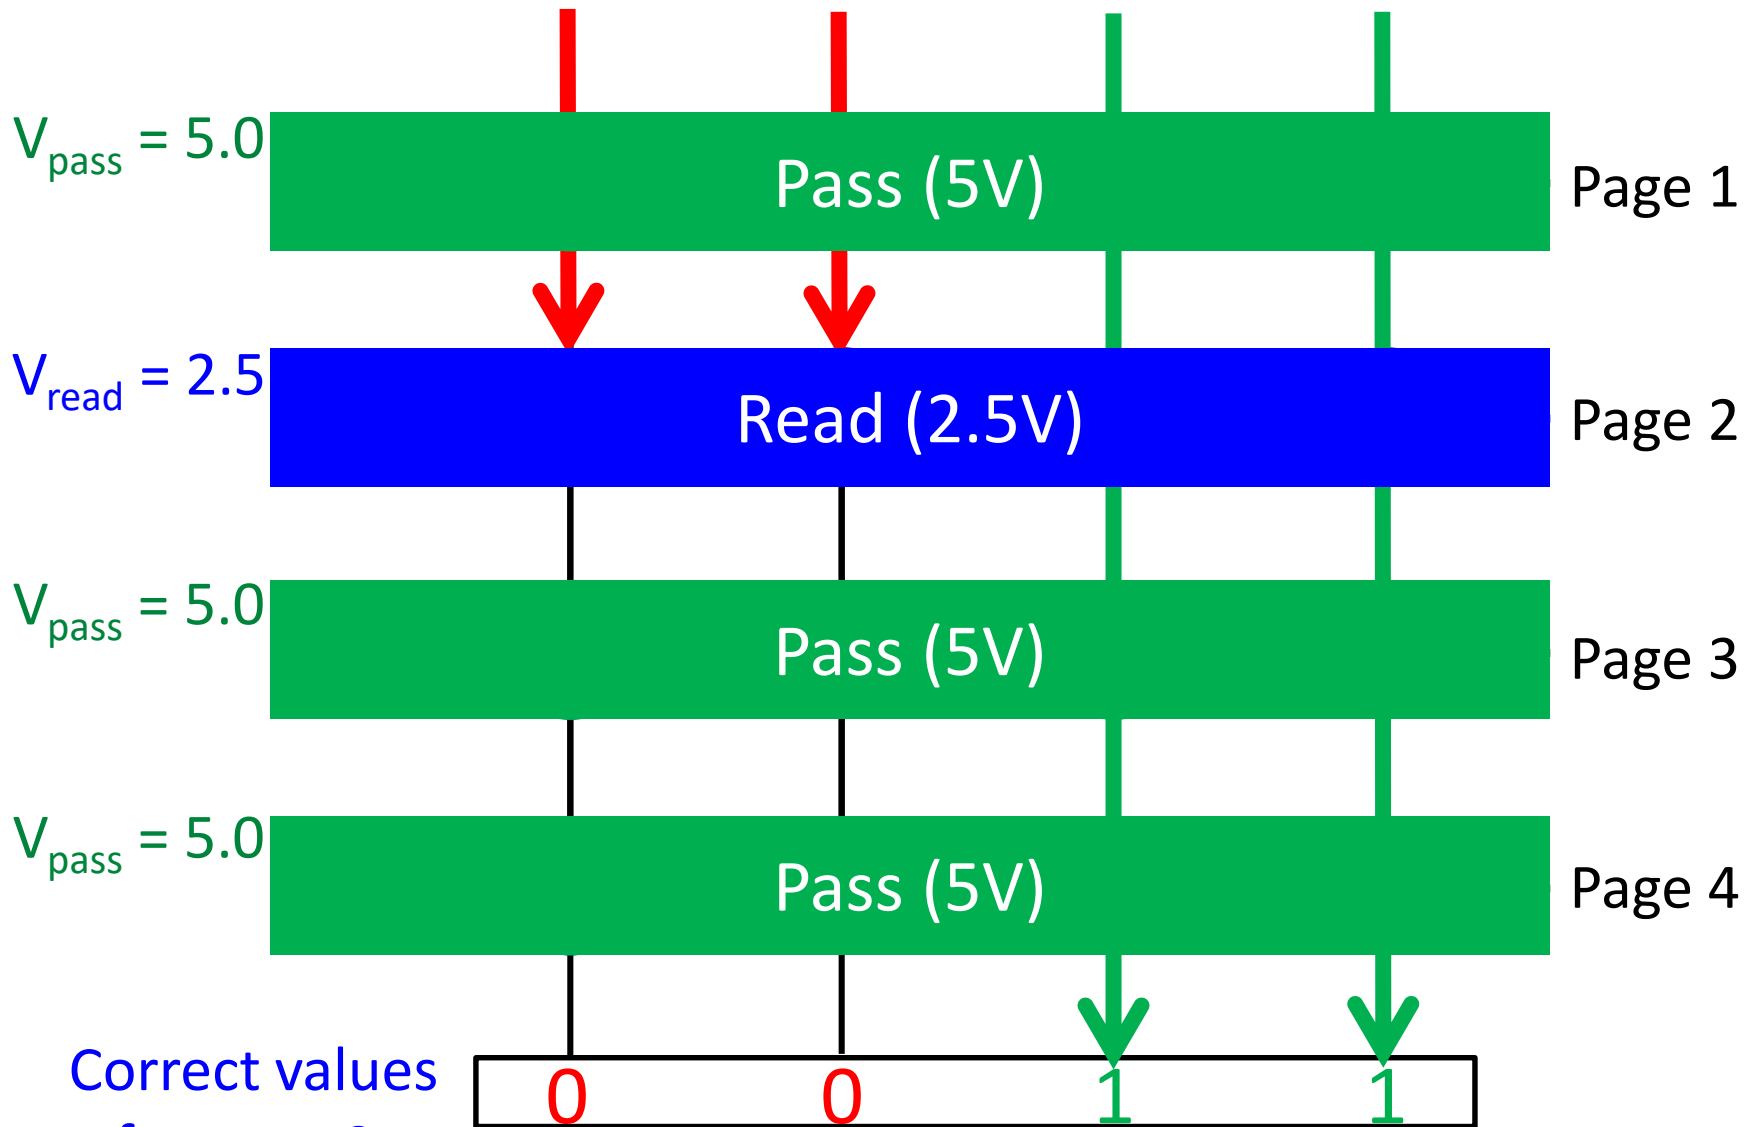 Vpass = 5.0
Pass (5V)
Page 1
Vread = 2.5
Read (2.5V)
Page 2
Vpass = 5.0
Pass (5V)
Page 3
Vpass = 5.0
Pass (5V)
Page 4
Correct values
0 0 1 1